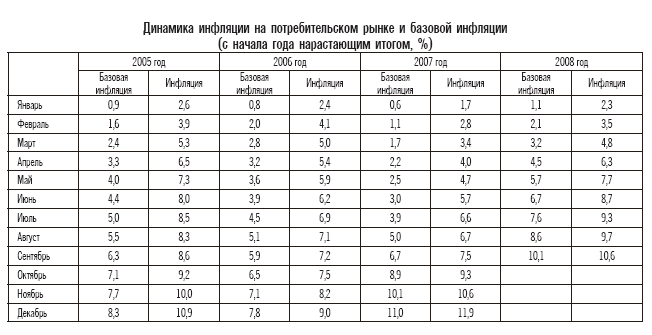 Динамика инфляции на потребительском рынке и базовой инфляции
(с начала года нарастающим итогом, %)
2005 год 2006 год 2007 год 2008 год
Базовая инфляция Инфляция Базовая инфляция Инфляция Базовая инфляция Инфляция Базовая инфляция Инфляция
Январь 0,9 2,6 0,8 2,4 0,6 1,7 1,1 2,3
Февраль 1,6 3,9 2,0 4,1 1,1 2,8 2,1 3,5
Март 2,4 5,3 2,8 5,0 1,7 3,4 3,2 4,8
Апрель 3,3 6,5 3,2 5,4 2,2 4,0 4,5 6,3
Май 4,0 7,3 3,6 5,9 2,5 4,7 5,7 7,7
Июнь 4,4 8,0 3,9 6,2 3,0 5,7 6,7 8,7
Июль 5,0 8,5 4,5 6,9 3,9 6,6 7,6 9,3
Август 5,5 8,3 5,1 7,1 5,0 6,7 8,6 9,7
Сентябрь 6,3 8,6 5,9 7,2 6,7 7,5 10,1 10,6
Октябрь 7,1 9,2 6,5 7,5 8,9 9,3
Ноябрь 7,7 10,0 7,1 8,2 10,1 10,6
Декабрь 8,3 10,9 7,8 9,0 11,0 11,9